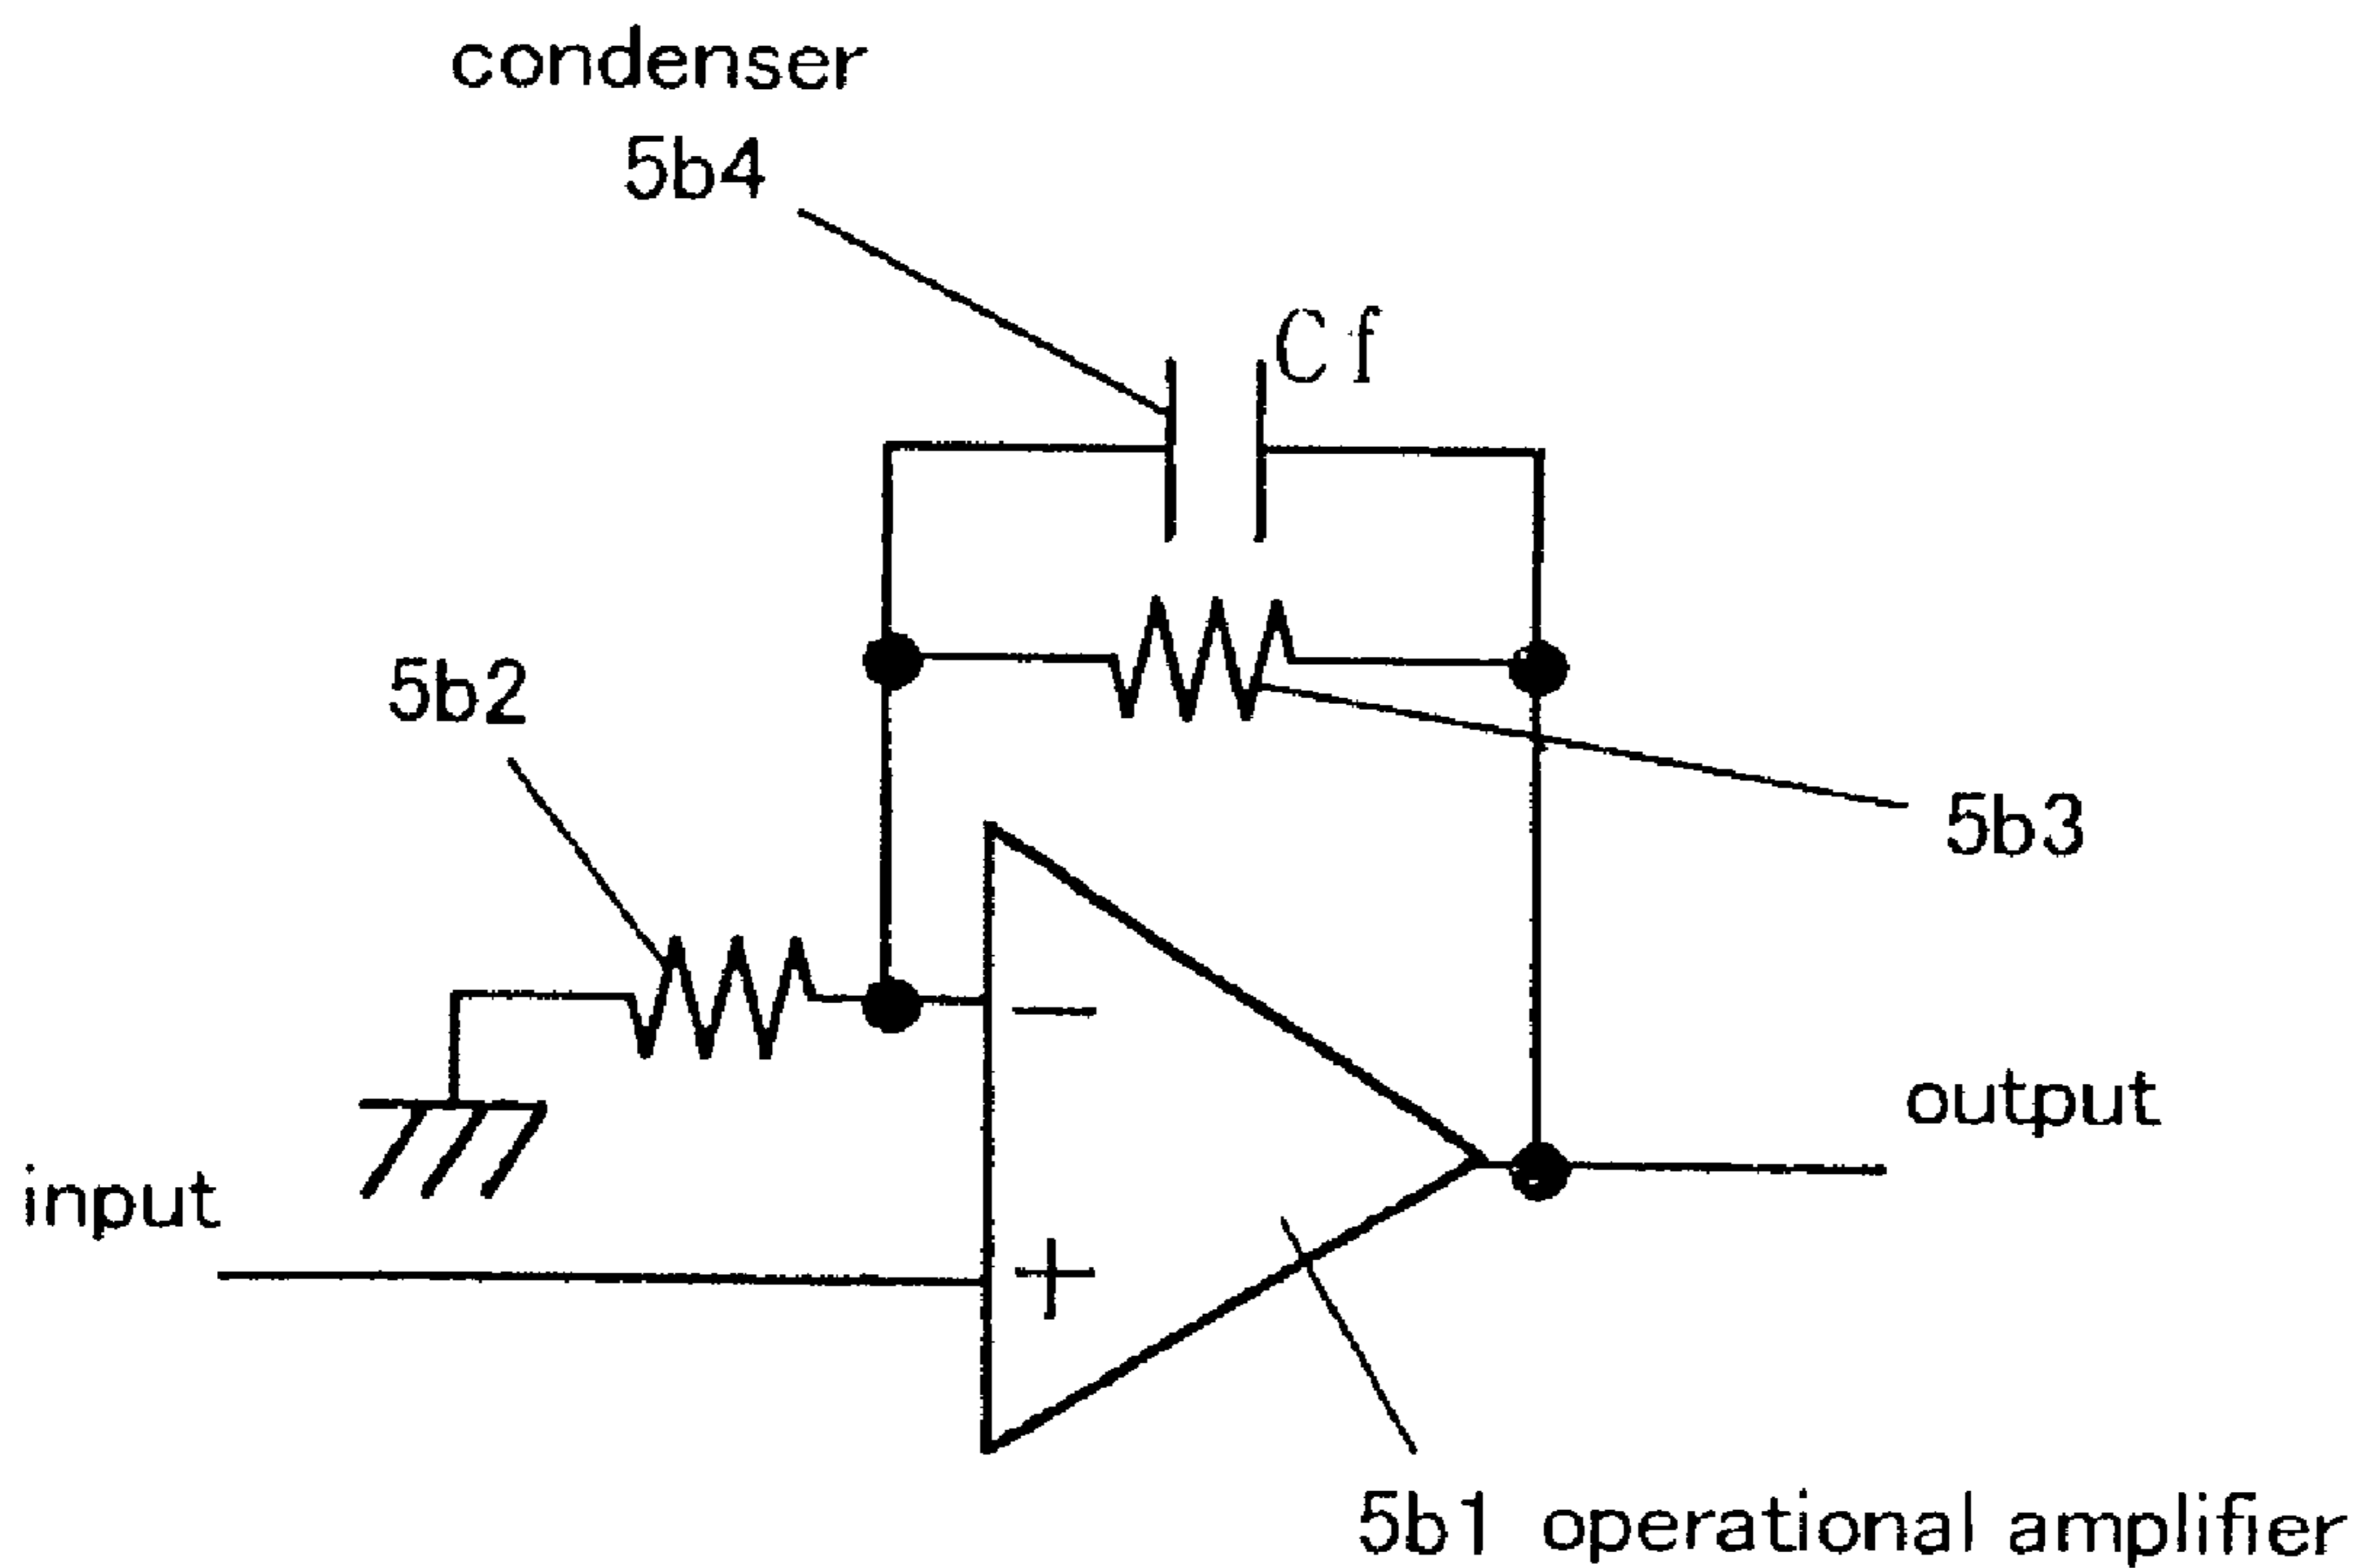 condenser
5b4
Cf
5b2
5b3
−
output
input
+
5b1 operational amplifier